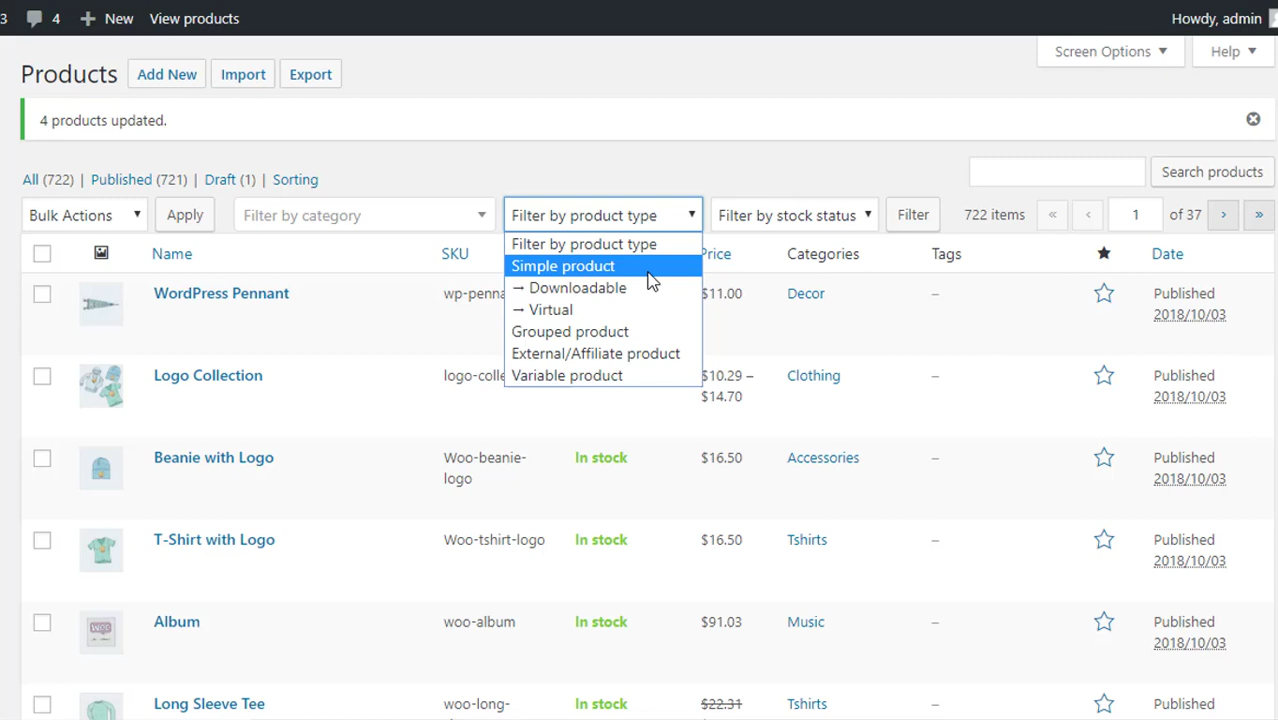 3 4 New View products Howdy, admin
Screen Options Help
Products Add New Import Export
4 products updated.
All (722) | Published (721) | Draft (1) | Sorting
Search products
Bulk Actions Apply Filter by category Filter by product type Filter by stock status Filter 722 items « ‹ 1 of 37 › »
Filter by product type
Simple product
→ Downloadable
→ Virtual
Grouped product
External/Affiliate product
Variable product
Name SKU Price Categories Tags Date
WordPress Pennant wp-penna $11.00 Decor – Published
2018/10/03
Logo Collection logo-colle $10.29 – Clothing – Published
$14.70 2018/10/03
Beanie with Logo Woo-beanie- In stock $16.50 Accessories – Published
logo 2018/10/03
T-Shirt with Logo Woo-tshirt-logo In stock $16.50 Tshirts – Published
2018/10/03
Album woo-album In stock $91.03 Music – Published
2018/10/03
Long Sleeve Tee woo-long- In stock $22.31 Tshirts – Published